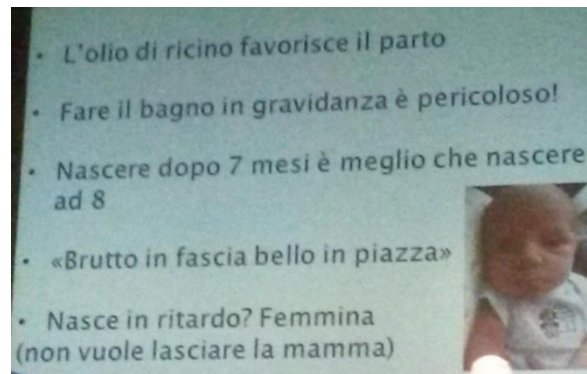 • L'olio di ricino favorisce il parto
• Fare il bagno in gravidanza è pericoloso!
• Nascere dopo 7 mesi è meglio che nascere
ad 8
• «Brutto in fascia bello in piazza»
• Nasce in ritardo? Femmina
(non vuole lasciare la mamma)